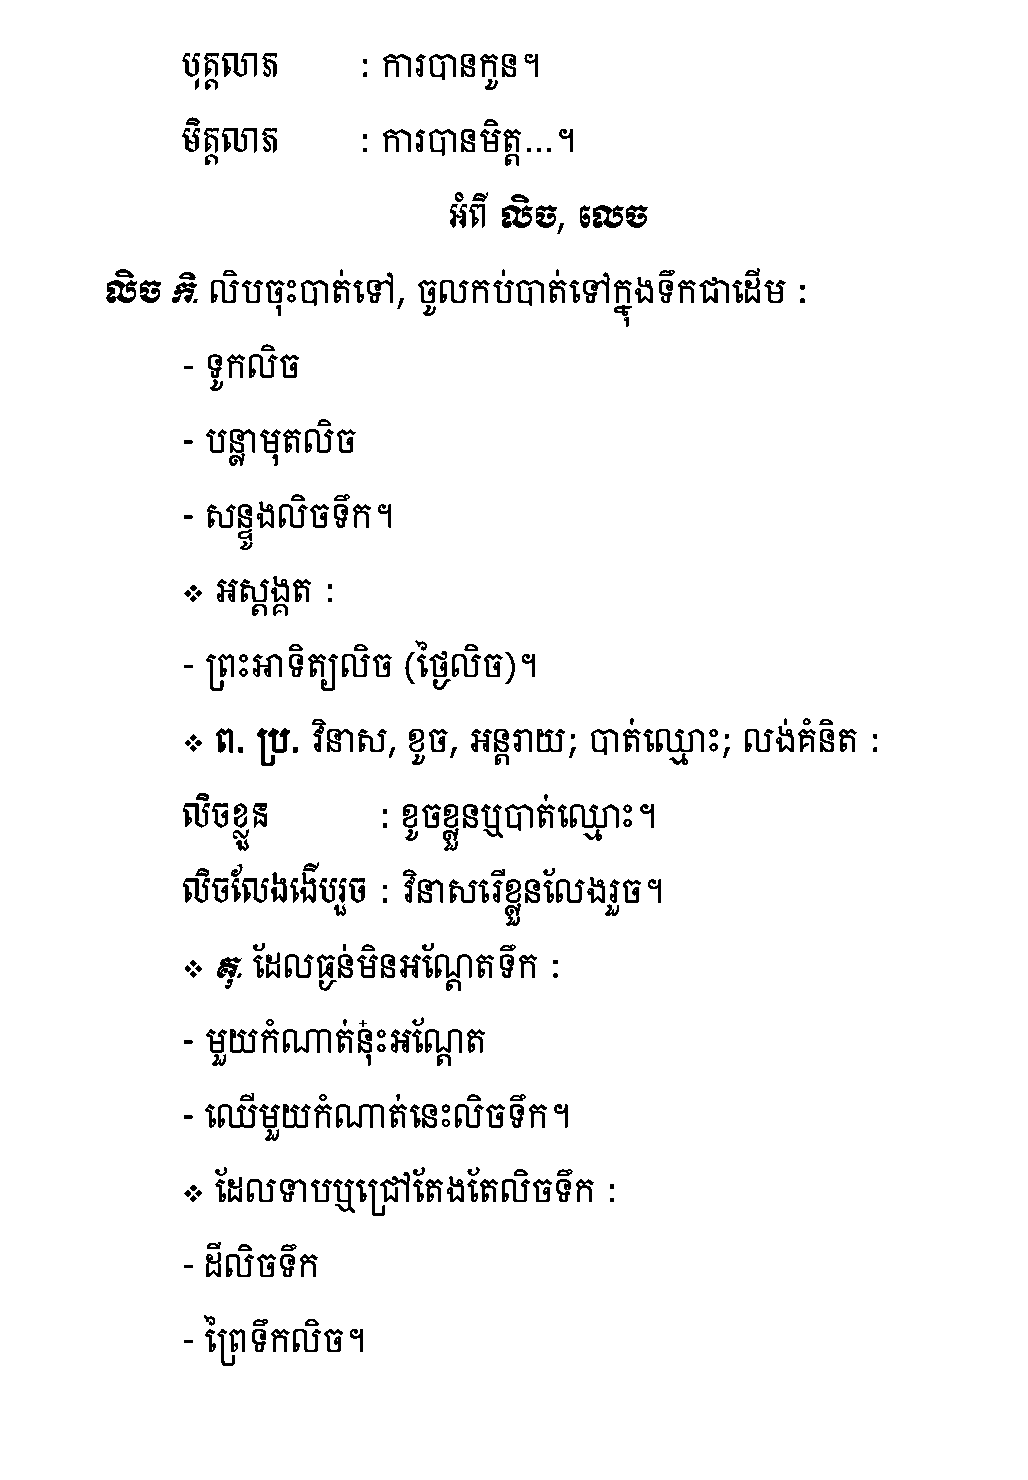 បុត្តលាភ : ការបានកូន។
មិត្តលាភ : ការបានមិត្ត...។
អំពី លិច, លេច
លិច កិ. លិបចុះបាត់ទៅ, ចូលកប់បាត់ទៅក្នុងទឹកជាដើម :
- ទូកលិច
- បន្លាមុតលិច
- សន្ទូងលិចទឹក។
❖ អស្តង្គត :
- ព្រះអាទិត្យលិច (ថ្ងៃលិច)។
❖ ព. ប្រ. វិនាស, ខូច, អន្តរាយ; បាត់ឈ្មោះ; លង់គំនិត :
លិចខ្លួន : ខូចខ្លួនឬបាត់ឈ្មោះ។
លិចលែងងើបរួច : វិនាសរើខ្លួនលែងរួច។
❖ គុ. ដែលធ្ងន់មិនអណ្ដែតទឹក :
- មួយកំណាត់នុ៎ះអណ្ដែត
- ឈើមួយកំណាត់នេះលិចទឹក។
❖ ដែលទាបឬជ្រៅតែងតែលិចទឹក :
- ដីលិចទឹក
- ព្រៃទឹកលិច។